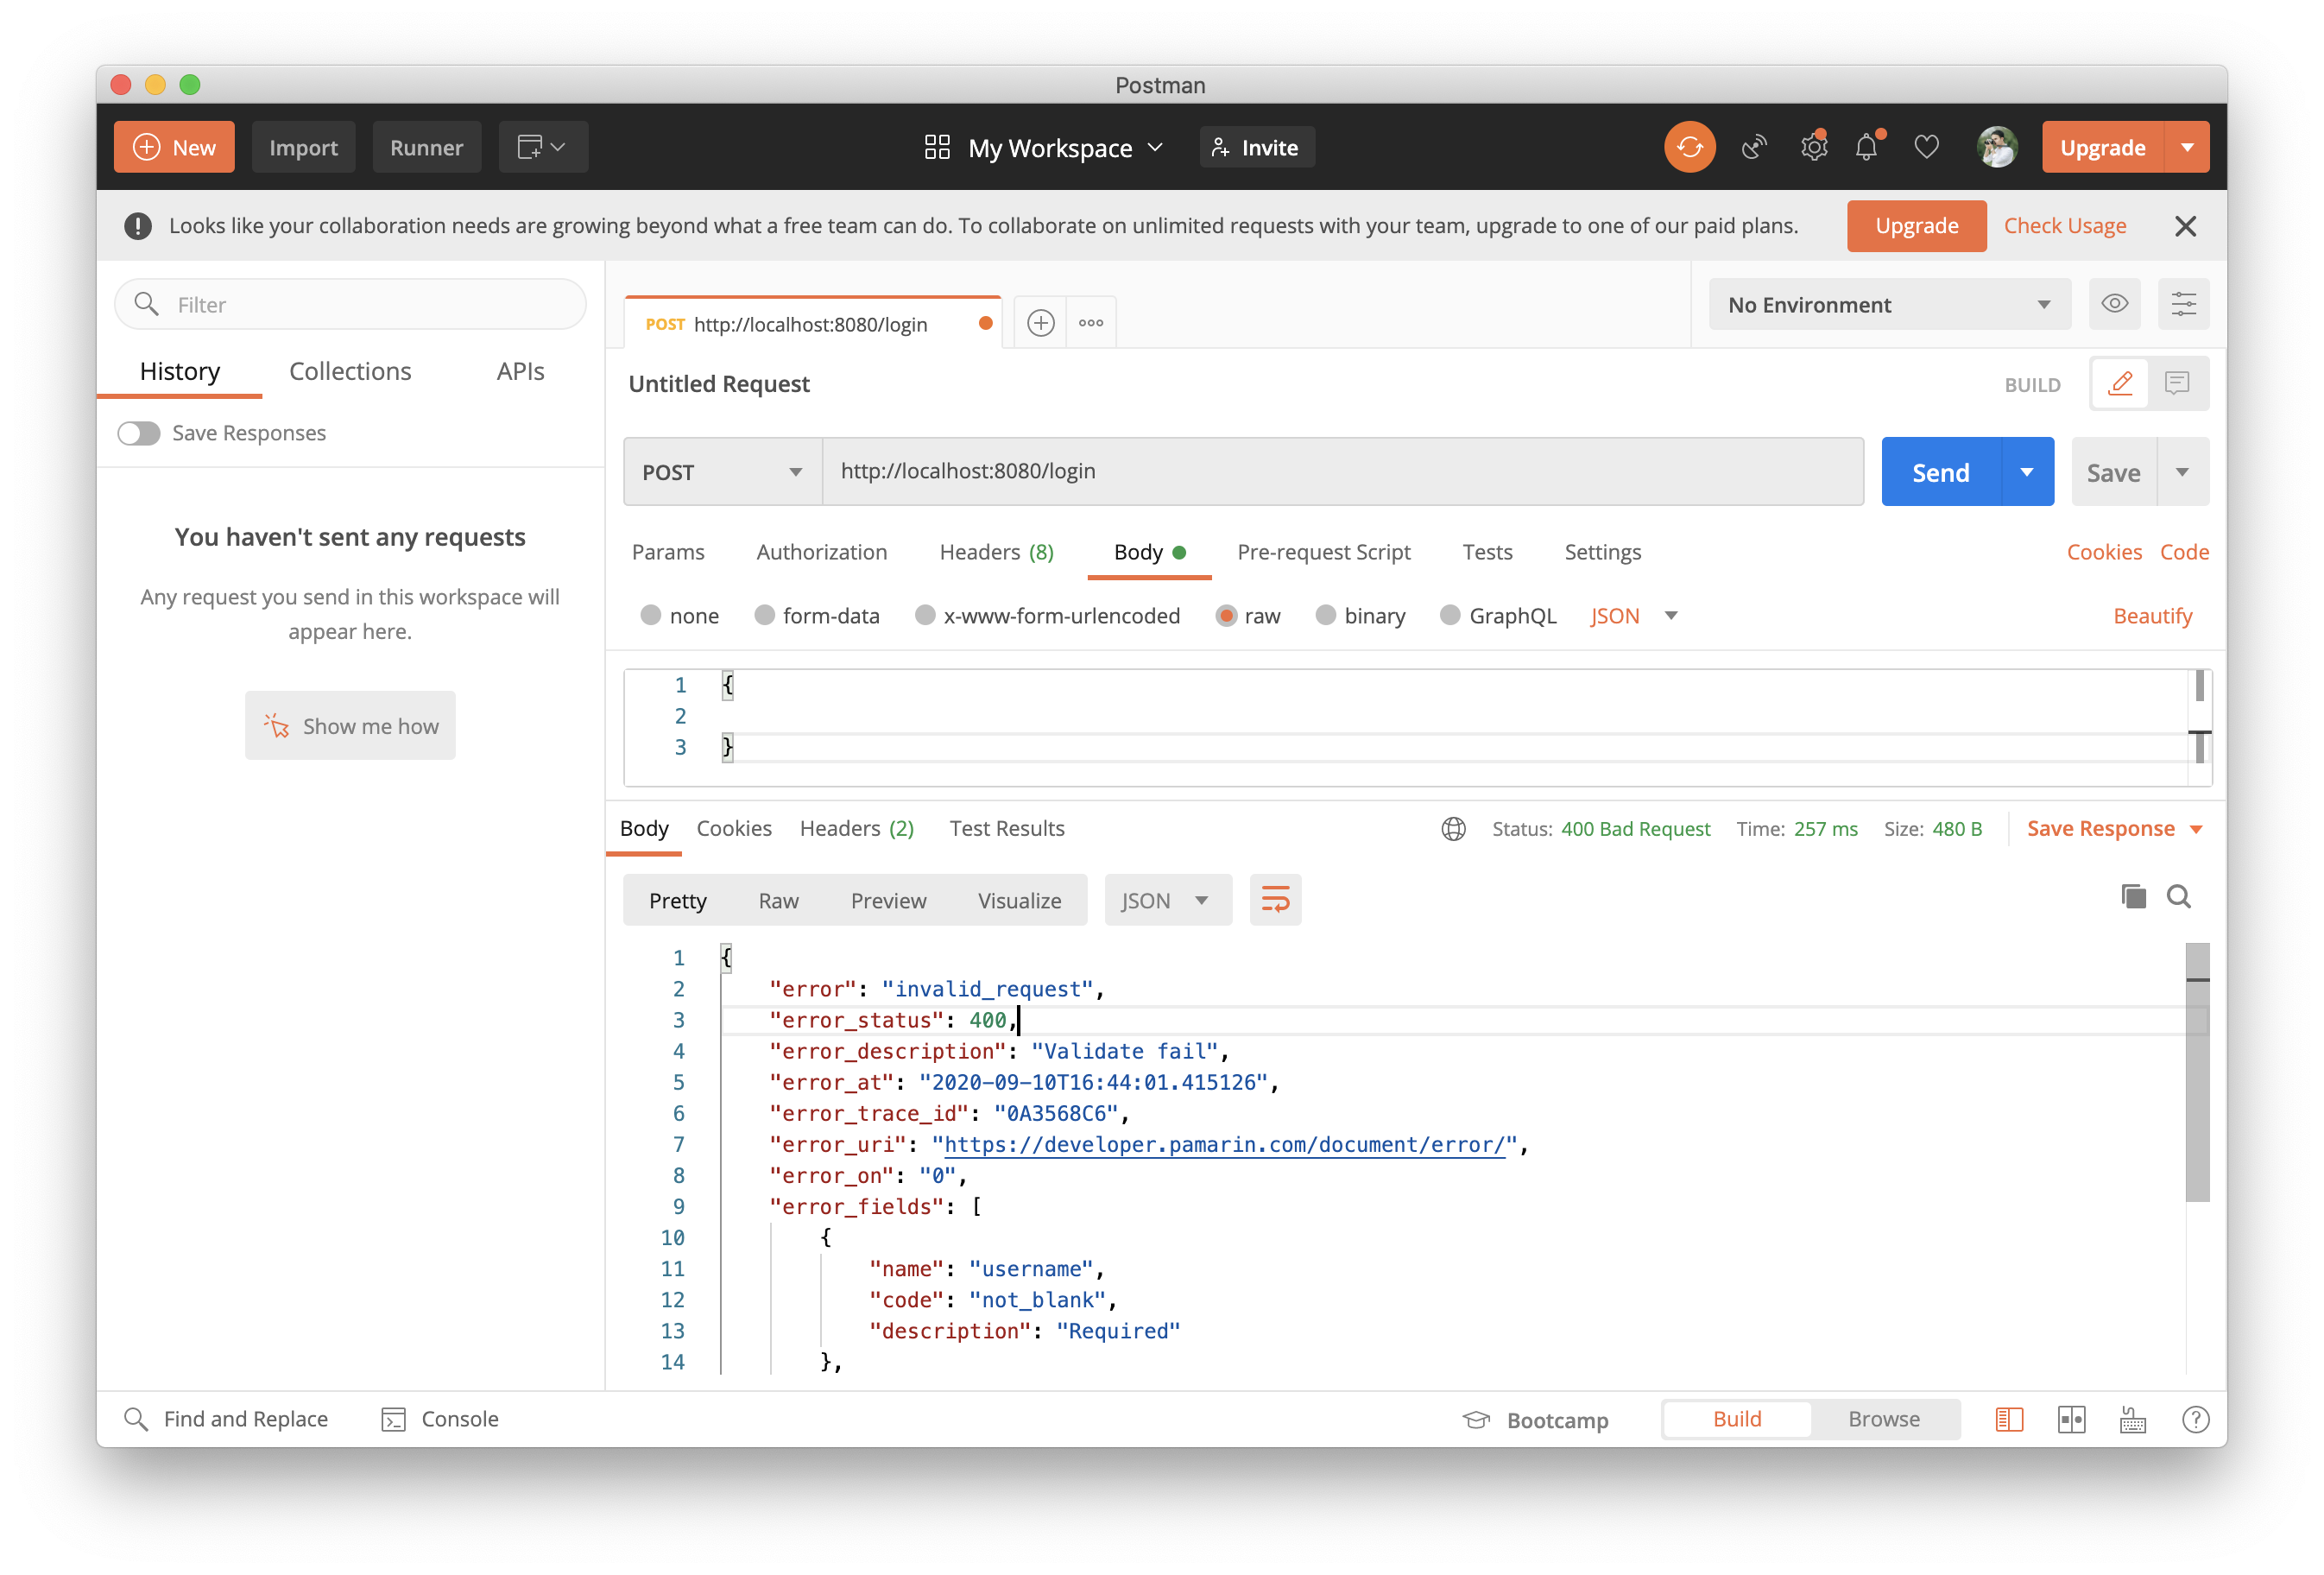 Postman
New
Import
Runner
My Workspace
Invite
Upgrade
Looks like your collaboration needs are growing beyond what a free team can do. To collaborate on unlimited requests with your team, upgrade to one of our paid plans.
Upgrade
Check Usage
Filter
History
Collections
APIs
Save Responses
You haven't sent any requests
Any request you send in this workspace will
appear here.
Show me how
POST http://localhost:8080/login
No Environment
Untitled Request
BUILD
POST
http://localhost:8080/login
Send
Save
Params
Authorization
Headers (8)
Body
Pre-request Script
Tests
Settings
Cookies
Code
none
form-data
x-www-form-urlencoded
raw
binary
GraphQL
JSON
Beautify
1 {
2
3 }
Body
Cookies
Headers (2)
Test Results
Status: 400 Bad Request
Time: 257 ms
Size: 480 B
Save Response
Pretty
Raw
Preview
Visualize
JSON
1 {
2 "error": "invalid_request",
3 "error_status": 400,
4 "error_description": "Validate fail",
5 "error_at": "2020-09-10T16:44:01.415126",
6 "error_trace_id": "0A3568C6",
7 "error_uri": "https://developer.pamarin.com/document/error/",
8 "error_on": "0",
9 "error_fields": [
10 {
11 "name": "username",
12 "code": "not_blank",
13 "description": "Required"
14 },
Find and Replace
Console
Bootcamp
Build
Browse